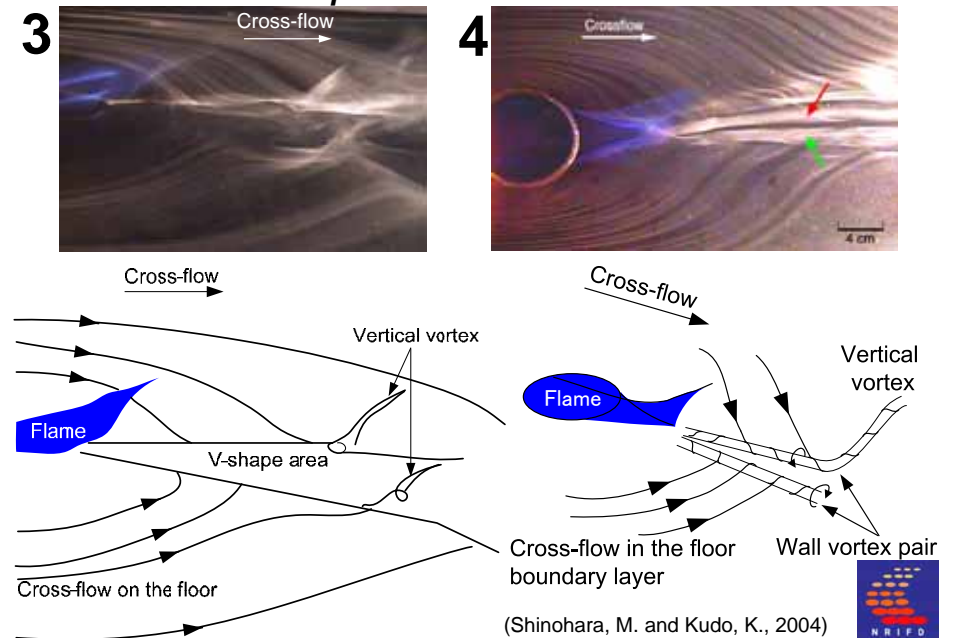 3
Cross-flow
4
Crossflow
4 cm
Cross-flow
Vertical vortex
Flame
V-shape area
Cross-flow on the floor
Cross-flow
Vertical
vortex
Flame
Cross-flow in the floor
boundary layer
Wall vortex pair
(Shinohara, M. and Kudo, K., 2004)
NRIFD